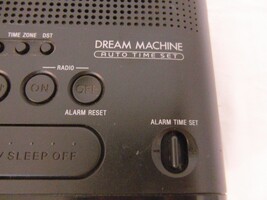 DREAM MACHINE
AUTO TIME SET
TIME ZONE DST
RADIO
ON OFF
ALARM RESET
ALARM TIME SET
SLEEP OFF